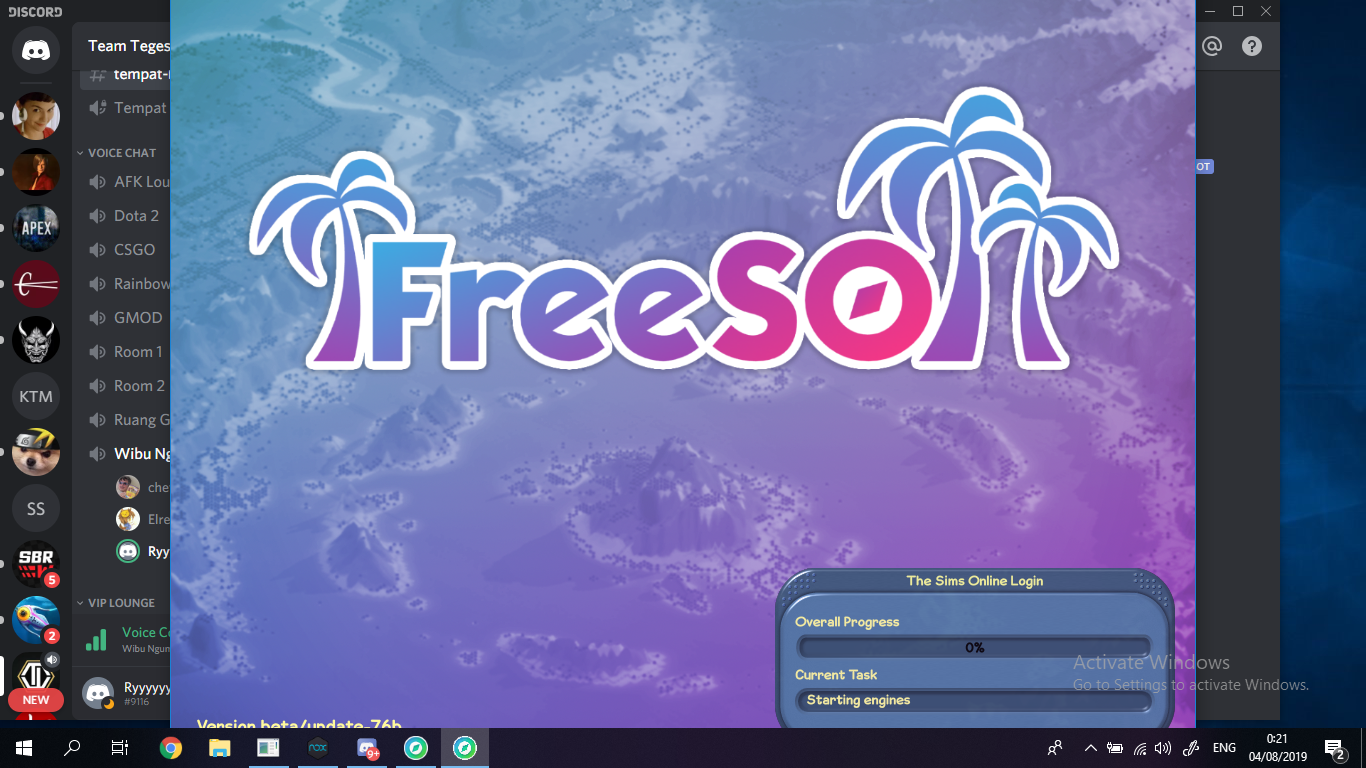 DISCORD
Team Teges
tempat-
Tempat
VOICE CHAT
AFK Lou
Dota 2
CSGO
Rainbow
GMOD
Room 1
Room 2
Ruang G
Wibu Ng
che
Elre
Ryy
VIP LOUNGE
Voice Co
Wibu Ngum
Ryyyyyy
#9116
APEX
KTM
SS
SBR
5
2
NEW
OT
FreeSO
The Sims Online Login
Overall Progress
0%
Current Task
Starting engines
Version beta/update-76b
Activate Windows
Go to Settings to activate Windows.
nox
9+
ENG
0:21
04/08/2019
2